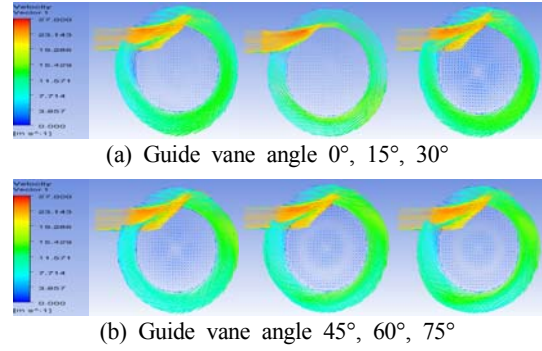 Velocity
Vector 1
27.000
23.143
19.286
15.429
11.571
7.714
3.857
0.000
[m s^-1]
(a) Guide vane angle 0°, 15°, 30°
Velocity
Vector 1
27.000
23.143
19.286
15.429
11.571
7.714
3.857
0.000
[m s^-1]
(b) Guide vane angle 45°, 60°, 75°